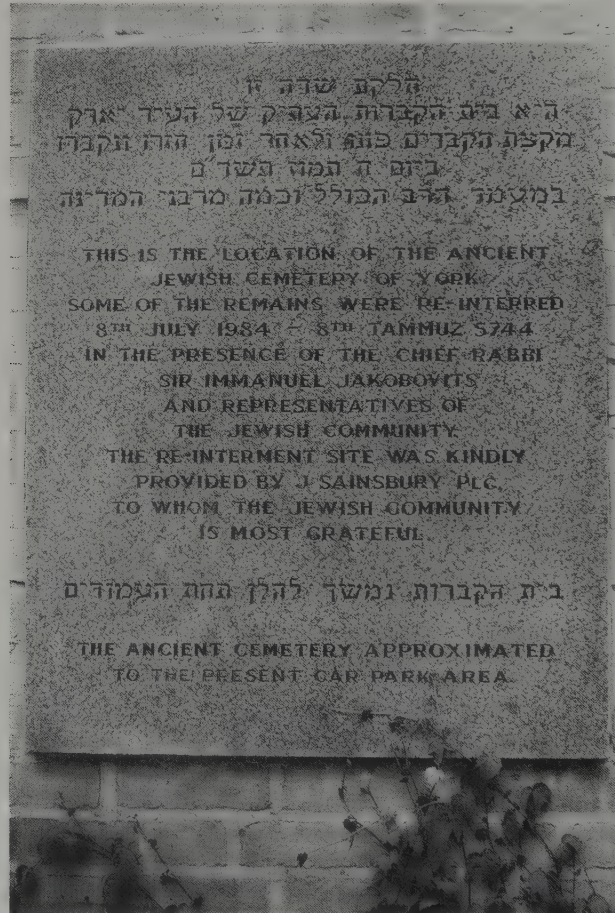 חלקת שדה זו
היא בית הקברות העתיק של העיר יארק
מקצת הקברים פונו ולאחר זמן הוחזרו ונקברו
ביום ח תמוז תשד״ם
במעמד הרב הכולל וכמה מרבני המדינה
THIS IS THE LOCATION OF THE ANCIENT
JEWISH CEMETERY OF YORK
SOME OF THE REMAINS WERE RE-INTERRED
8TH JULY 1984 - 8TH TAMMUZ 5744
IN THE PRESENCE OF THE CHIEF RABBI
SIR IMMANUEL JAKOBOVITS
AND REPRESENTATIVES OF
THE JEWISH COMMUNITY.
THE RE-INTERMENT SITE WAS KINDLY
PROVIDED BY J SAINSBURY PLC.
TO WHOM THE JEWISH COMMUNITY
IS MOST GRATEFUL.
בית הקברות נמשך להלן תחת העמודים
THE ANCIENT CEMETERY APPROXIMATED
TO THE PRESENT CAR PARK AREA.